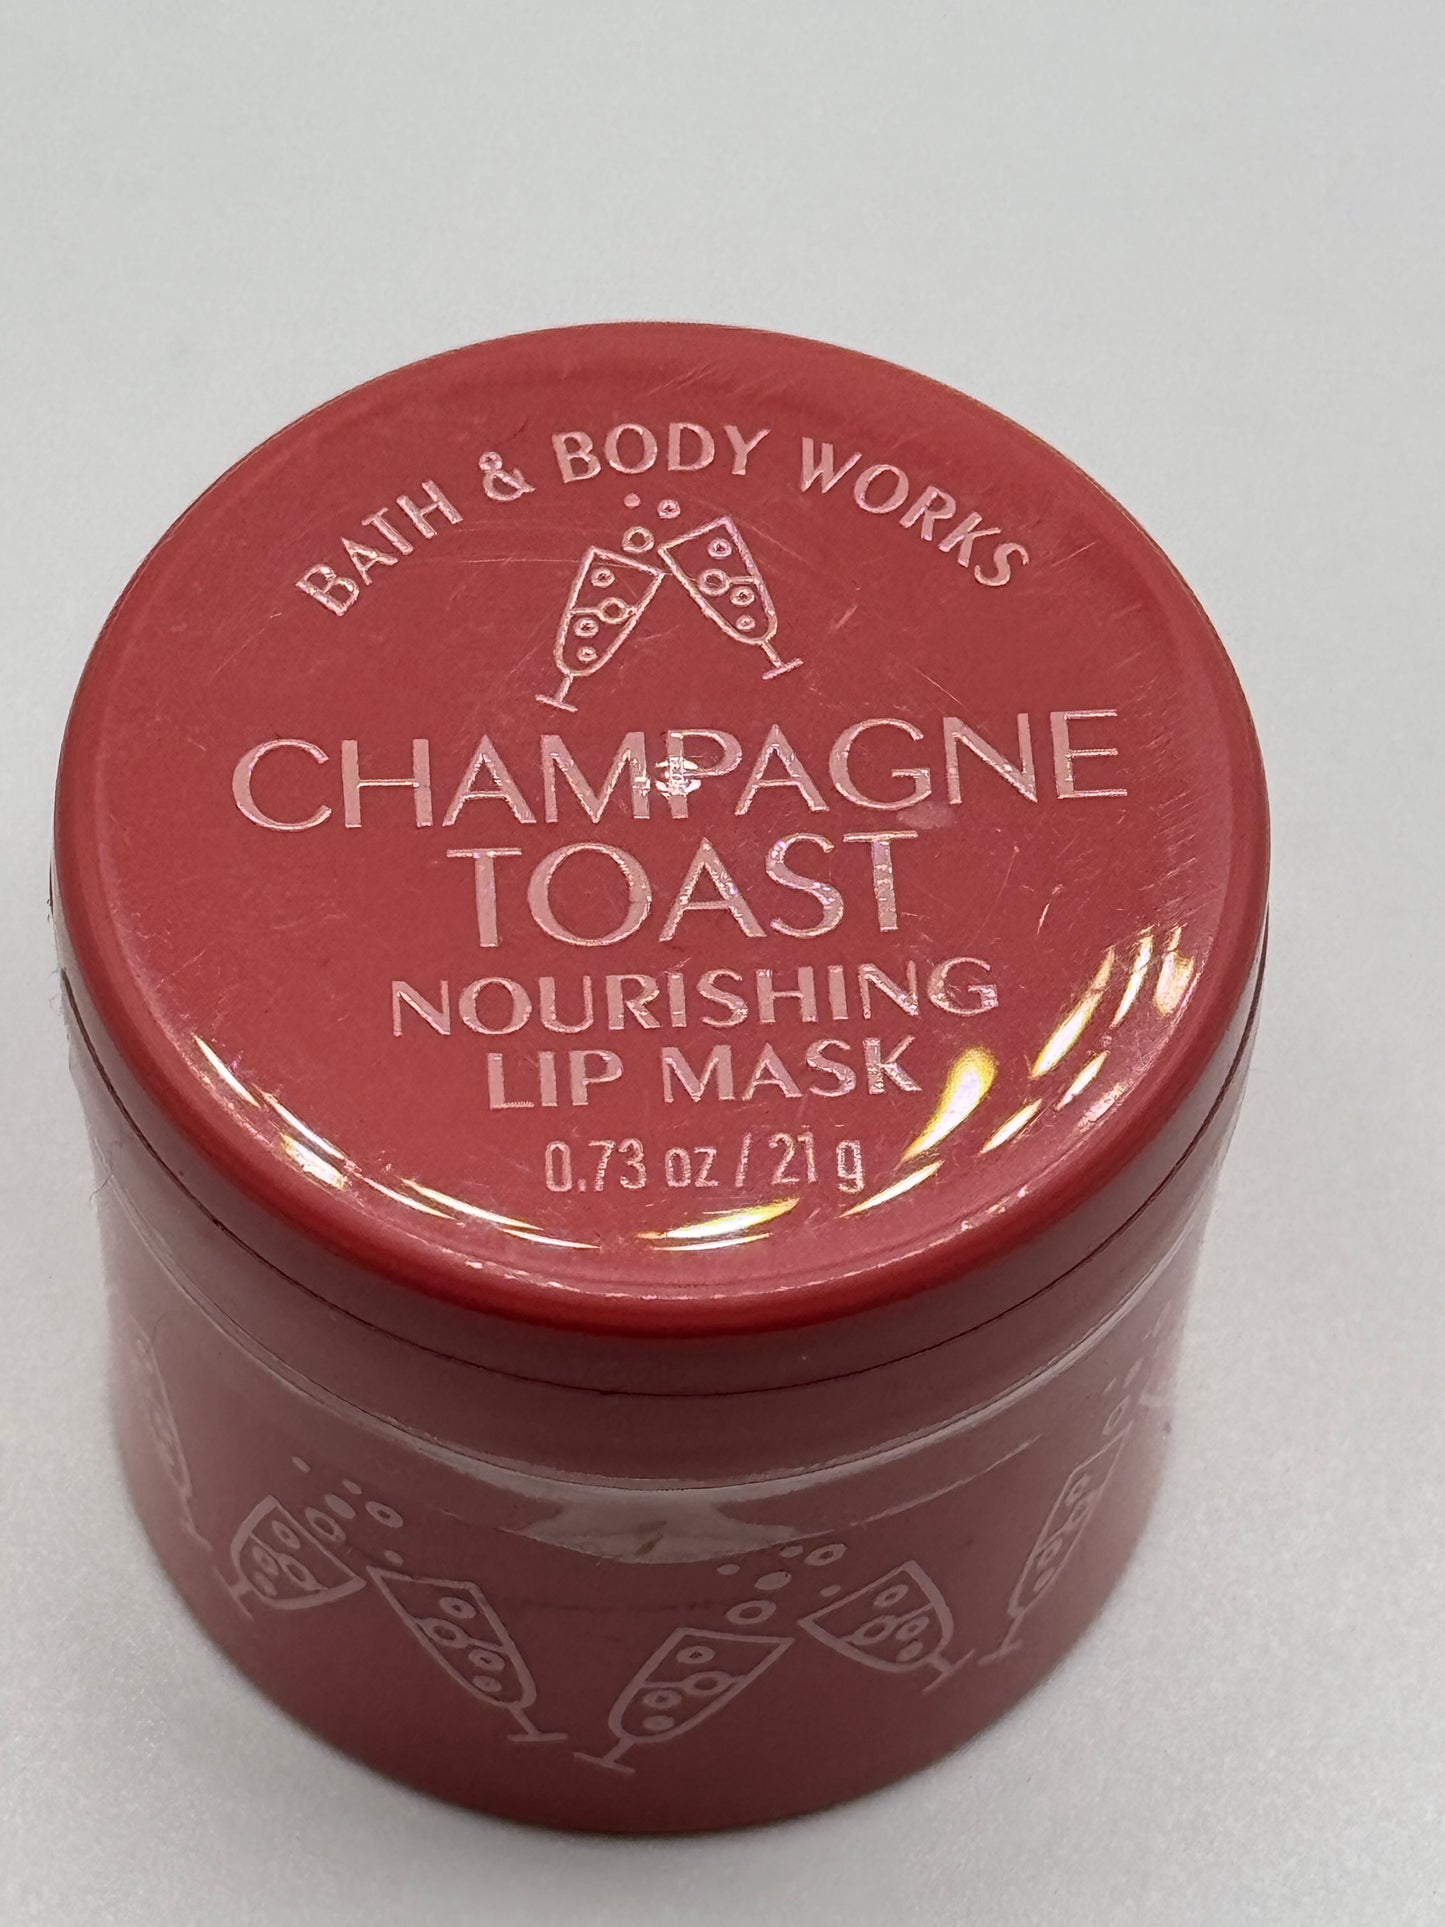 BATH & BODY WORKS
CHAMPAGNE
TOAST
NOURISHING
LIP MASK
0.73 oz / 21 g